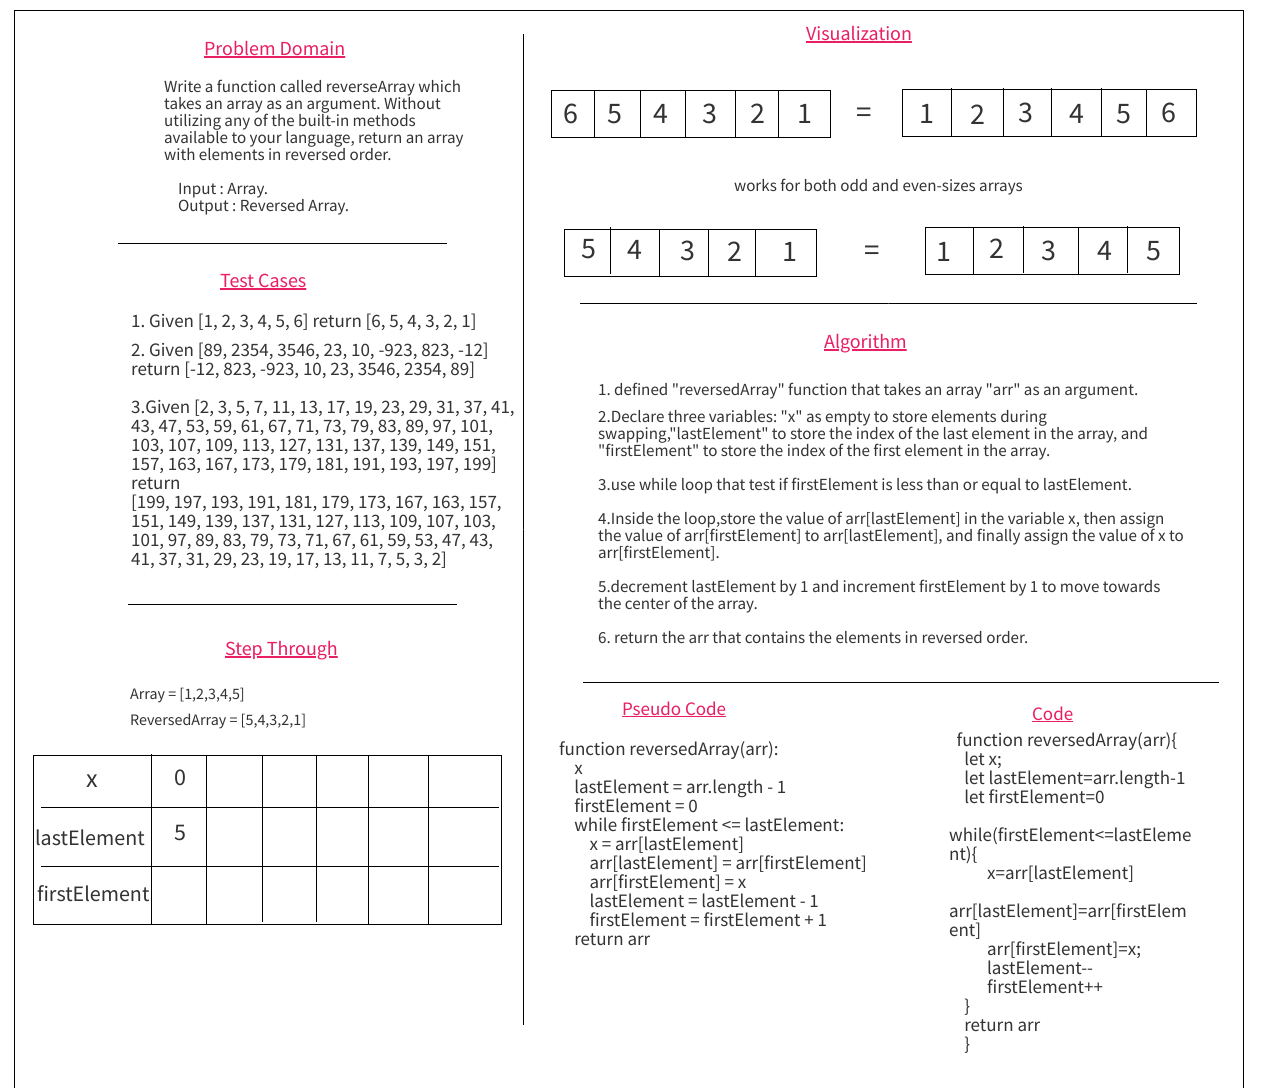 Problem Domain
Write a function called reverseArray which
takes an array as an argument. Without
utilizing any of the built-in methods
available to your language, return an array
with elements in reversed order.
Input : Array.
Output : Reversed Array.
Test Cases
1. Given [1, 2, 3, 4, 5, 6] return [6, 5, 4, 3, 2, 1]
2. Given [89, 2354, 3546, 23, 10, -923, 823, -12]
return [-12, 823, -923, 10, 23, 3546, 2354, 89]
3.Given [2, 3, 5, 7, 11, 13, 17, 19, 23, 29, 31, 37, 41,
43, 47, 53, 59, 61, 67, 71, 73, 79, 83, 89, 97, 101,
103, 107, 109, 113, 127, 131, 137, 139, 149, 151,
157, 163, 167, 173, 179, 181, 191, 193, 197, 199]
return
[199, 197, 193, 191, 181, 179, 173, 167, 163, 157,
151, 149, 139, 137, 131, 127, 113, 109, 107, 103,
101, 97, 89, 83, 79, 73, 71, 67, 61, 59, 53, 47, 43,
41, 37, 31, 29, 23, 19, 17, 13, 11, 7, 5, 3, 2]
Step Through
Array = [1,2,3,4,5]
ReversedArray = [5,4,3,2,1]
x 0
lastElement 5
firstElement
Visualization
6 5 4 3 2 1 = 1 2 3 4 5 6
works for both odd and even-sizes arrays
5 4 3 2 1 = 1 2 3 4 5
Algorithm
1. defined "reversedArray" function that takes an array "arr" as an argument.
2.Declare three variables: "x" as empty to store elements during
swapping,"lastElement" to store the index of the last element in the array, and
"firstElement" to store the index of the first element in the array.
3.use while loop that test if firstElement is less than or equal to lastElement.
4.Inside the loop,store the value of arr[lastElement] in the variable x, then assign
the value of arr[firstElement] to arr[lastElement], and finally assign the value of x to
arr[firstElement].
5.decrement lastElement by 1 and increment firstElement by 1 to move towards
the center of the array.
6. return the arr that contains the elements in reversed order.
Pseudo Code
function reversedArray(arr):
x
lastElement = arr.length - 1
firstElement = 0
while firstElement <= lastElement:
x = arr[lastElement]
arr[lastElement] = arr[firstElement]
arr[firstElement] = x
lastElement = lastElement - 1
firstElement = firstElement + 1
return arr
Code
function reversedArray(arr){
let x;
let lastElement=arr.length-1
let firstElement=0
while(firstElement<=lastEleme
nt){
x=arr[lastElement]
arr[lastElement]=arr[firstElem
ent]
arr[firstElement]=x;
lastElement--
firstElement++
}
return arr
}